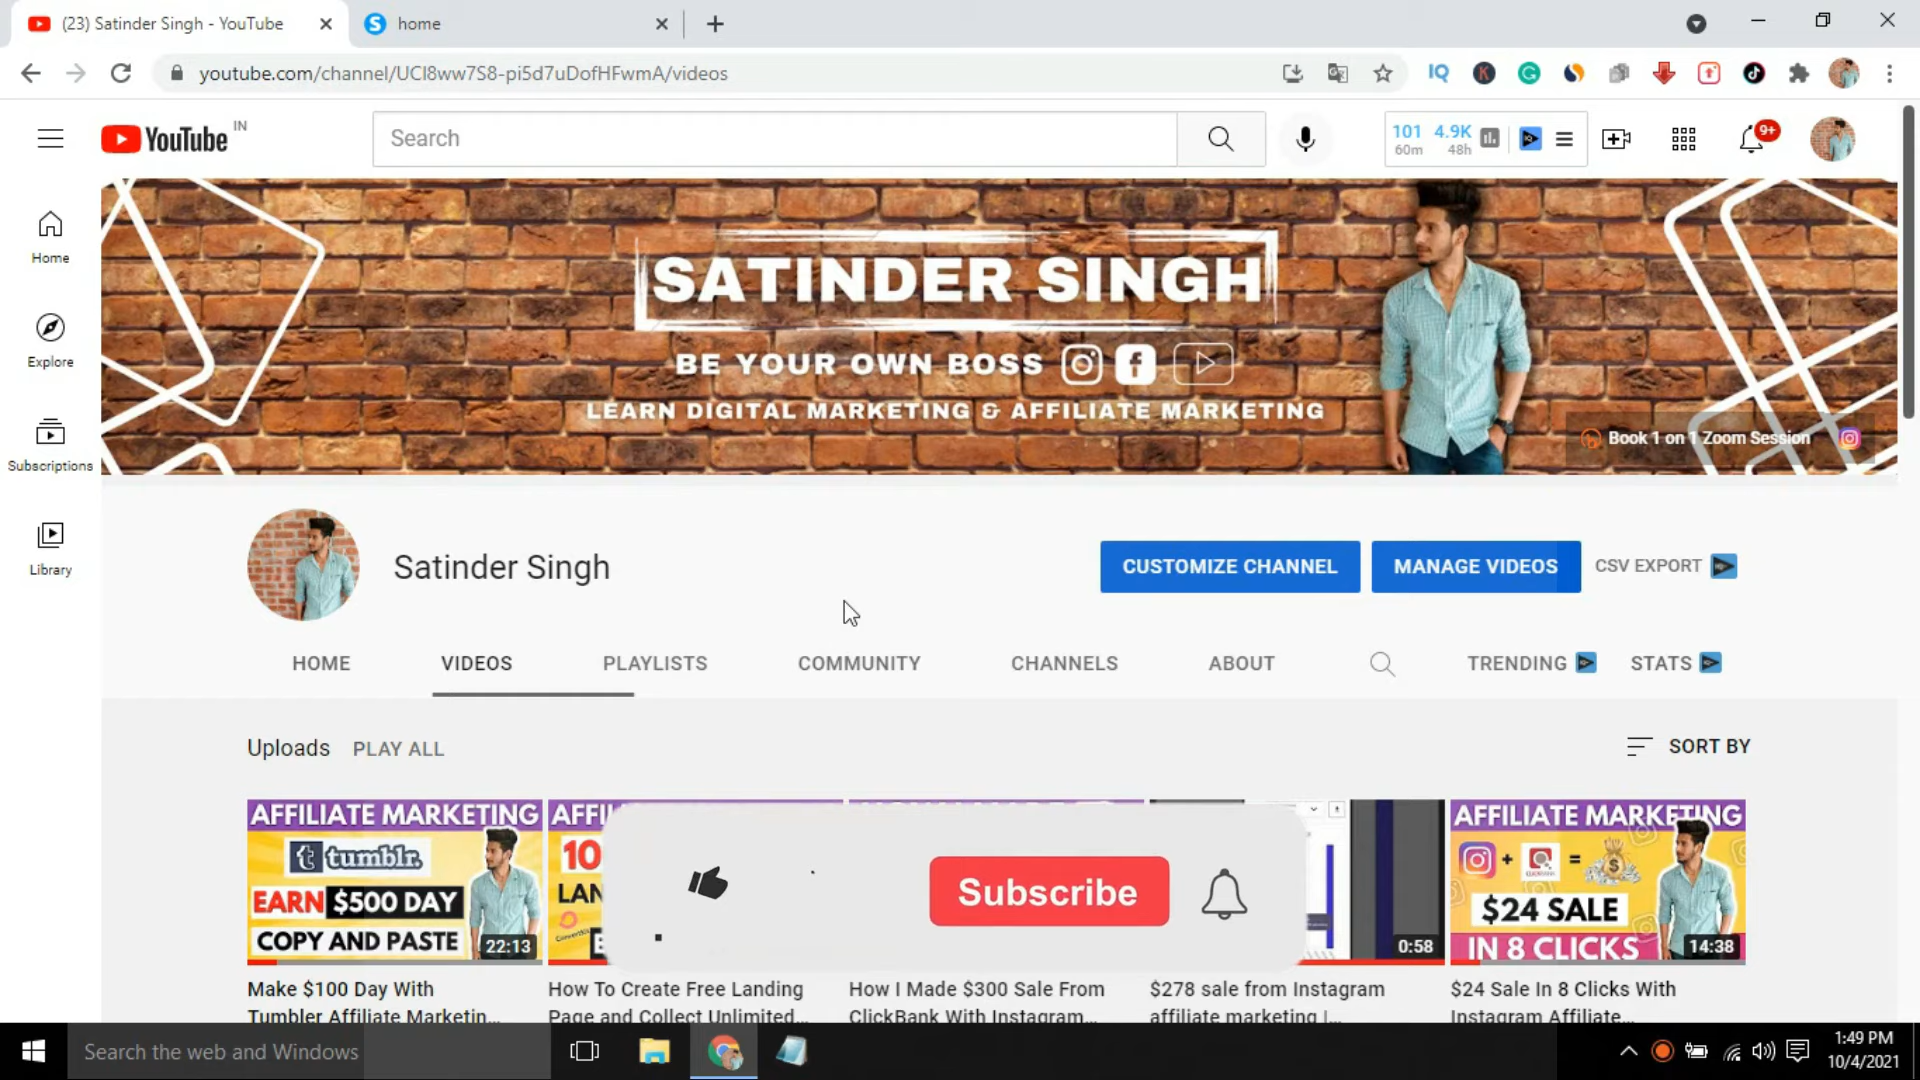 (23) Satinder Singh - YouTube
home
youtube.com/channel/UCl8ww7S8-pi5d7uDofHFwmA/videos
IQ
YouTube IN
Search
101 4.9K
60m 48h
9+
SATINDER SINGH
BE YOUR OWN BOSS
LEARN DIGITAL MARKETING & AFFILIATE MARKETING
Book 1 on 1 Zoom Session
Home
Explore
Subscriptions
Library
Satinder Singh
CUSTOMIZE CHANNEL
MANAGE VIDEOS
CSV EXPORT
HOME
VIDEOS
PLAYLISTS
COMMUNITY
CHANNELS
ABOUT
TRENDING
STATS
Uploads
PLAY ALL
SORT BY
AFFILIATE MARKETING
tumblr.
EARN $500 DAY
COPY AND PASTE
22:13
10
LAN
Subscribe
0:58
AFFILIATE MARKETING
$24 SALE
IN 8 CLICKS
14:38
Make $100 Day With
Tumbler Affiliate Marketin...
How To Create Free Landing
Page and Collect Unlimited...
How I Made $300 Sale From
ClickBank With Instagram...
$278 sale from Instagram
affiliate marketing |...
$24 Sale In 8 Clicks With
Instagram Affiliate...
Search the web and Windows
1:49 PM
10/4/2021